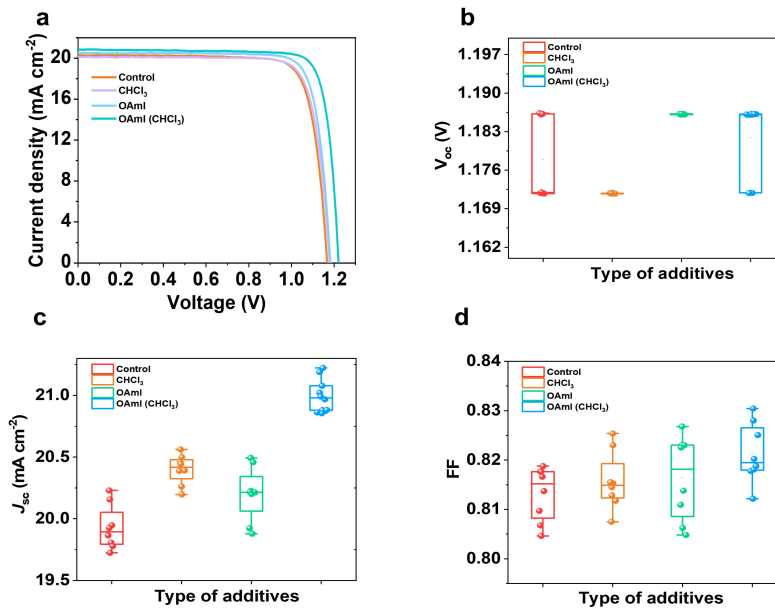 a
Current density (mA cm⁻²)
20
16
12
8
4
0
0.0 0.2 0.4 0.6 0.8 1.0 1.2
Voltage (V)
Control
CHCl₃
OAmI
OAmI (CHCl₃)
b
Voc (V)
1.197
1.190
1.183
1.176
1.169
1.162
Type of additives
Control
CHCl₃
OAmI
OAmI (CHCl₃)
c
Jsc (mA cm⁻²)
21.0
20.5
20.0
19.5
Type of additives
Control
CHCl₃
OAmI
OAmI (CHCl₃)
d
FF
0.84
0.83
0.82
0.81
0.80
Type of additives
Control
CHCl₃
OAmI
OAmI (CHCl₃)